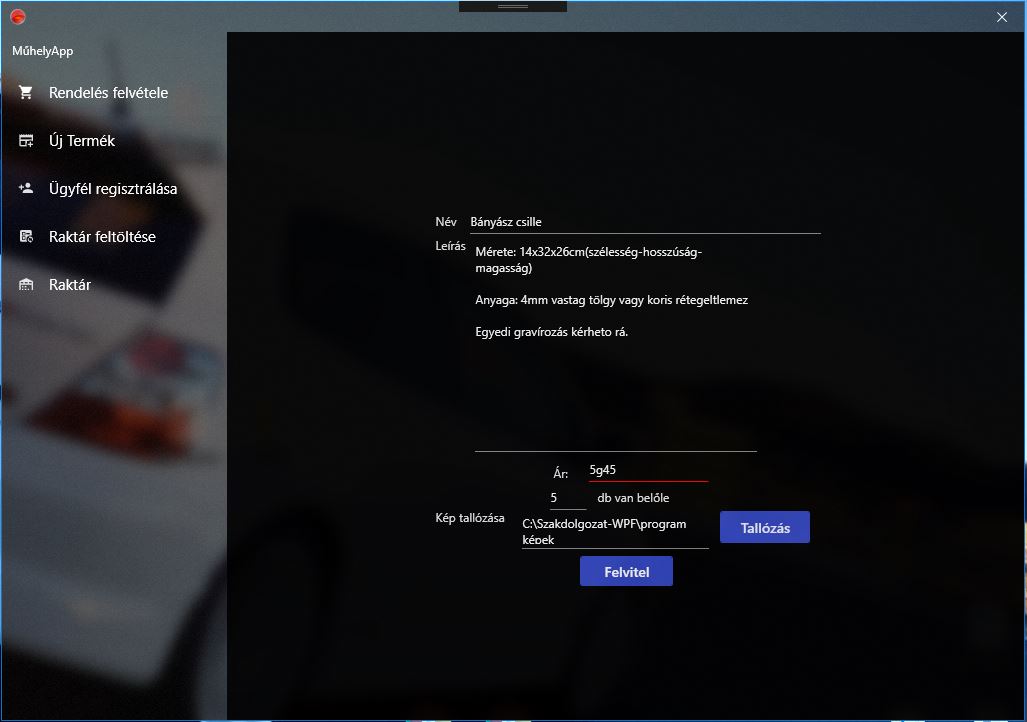 MűhelyApp
Rendelés felvétele
Új Termék
Ügyfél regisztrálása
Raktár feltöltése
Raktár
Név Bányász csille
Leírás Mérete: 14x32x26cm(szélesség-hosszúság-
magasság)
Anyaga: 4mm vastag tölgy vagy koris rétegeltlemez
Egyedi gravírozás kérheto rá.
Ár: 5g45
5 db van belőle
Kép tallózása C:\Szakdolgozat-WPF\program
képek
Tallózás
Felvitel